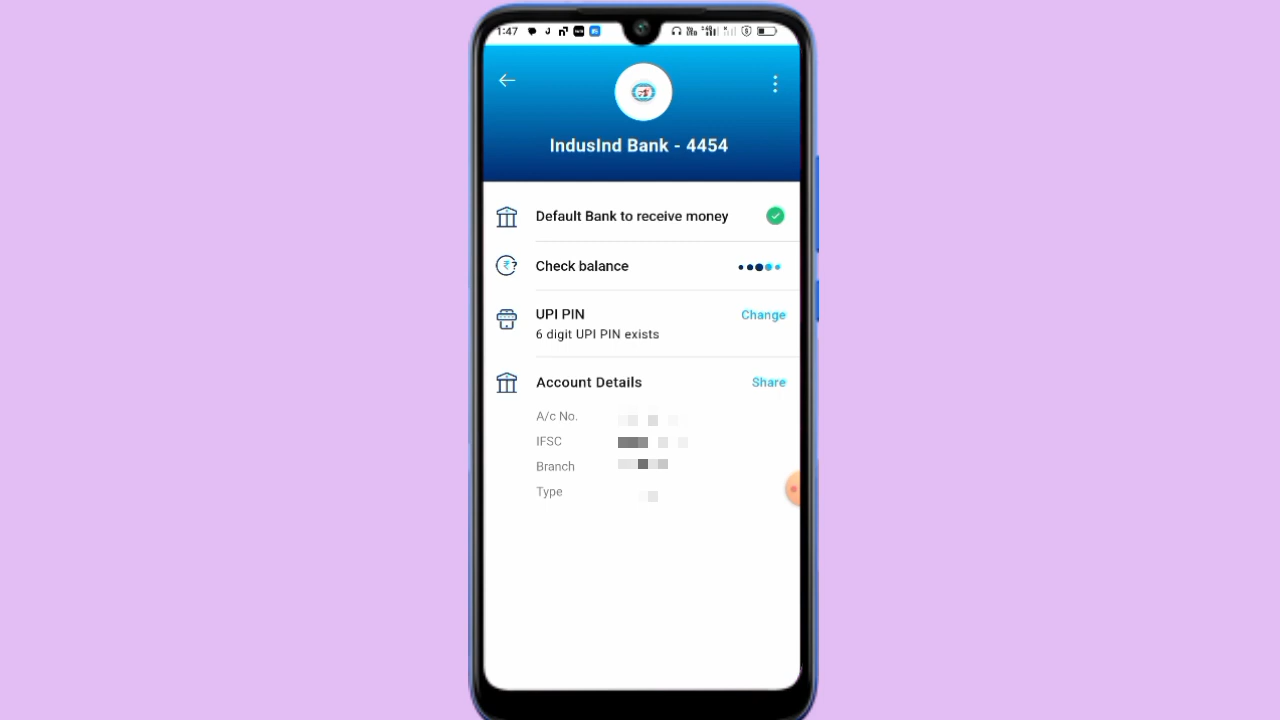 1:47
IndusInd Bank - 4454
Default Bank to receive money
Check balance
UPI PIN
Change
6 digit UPI PIN exists
Account Details
Share
A/c No.
IFSC
Branch
Type